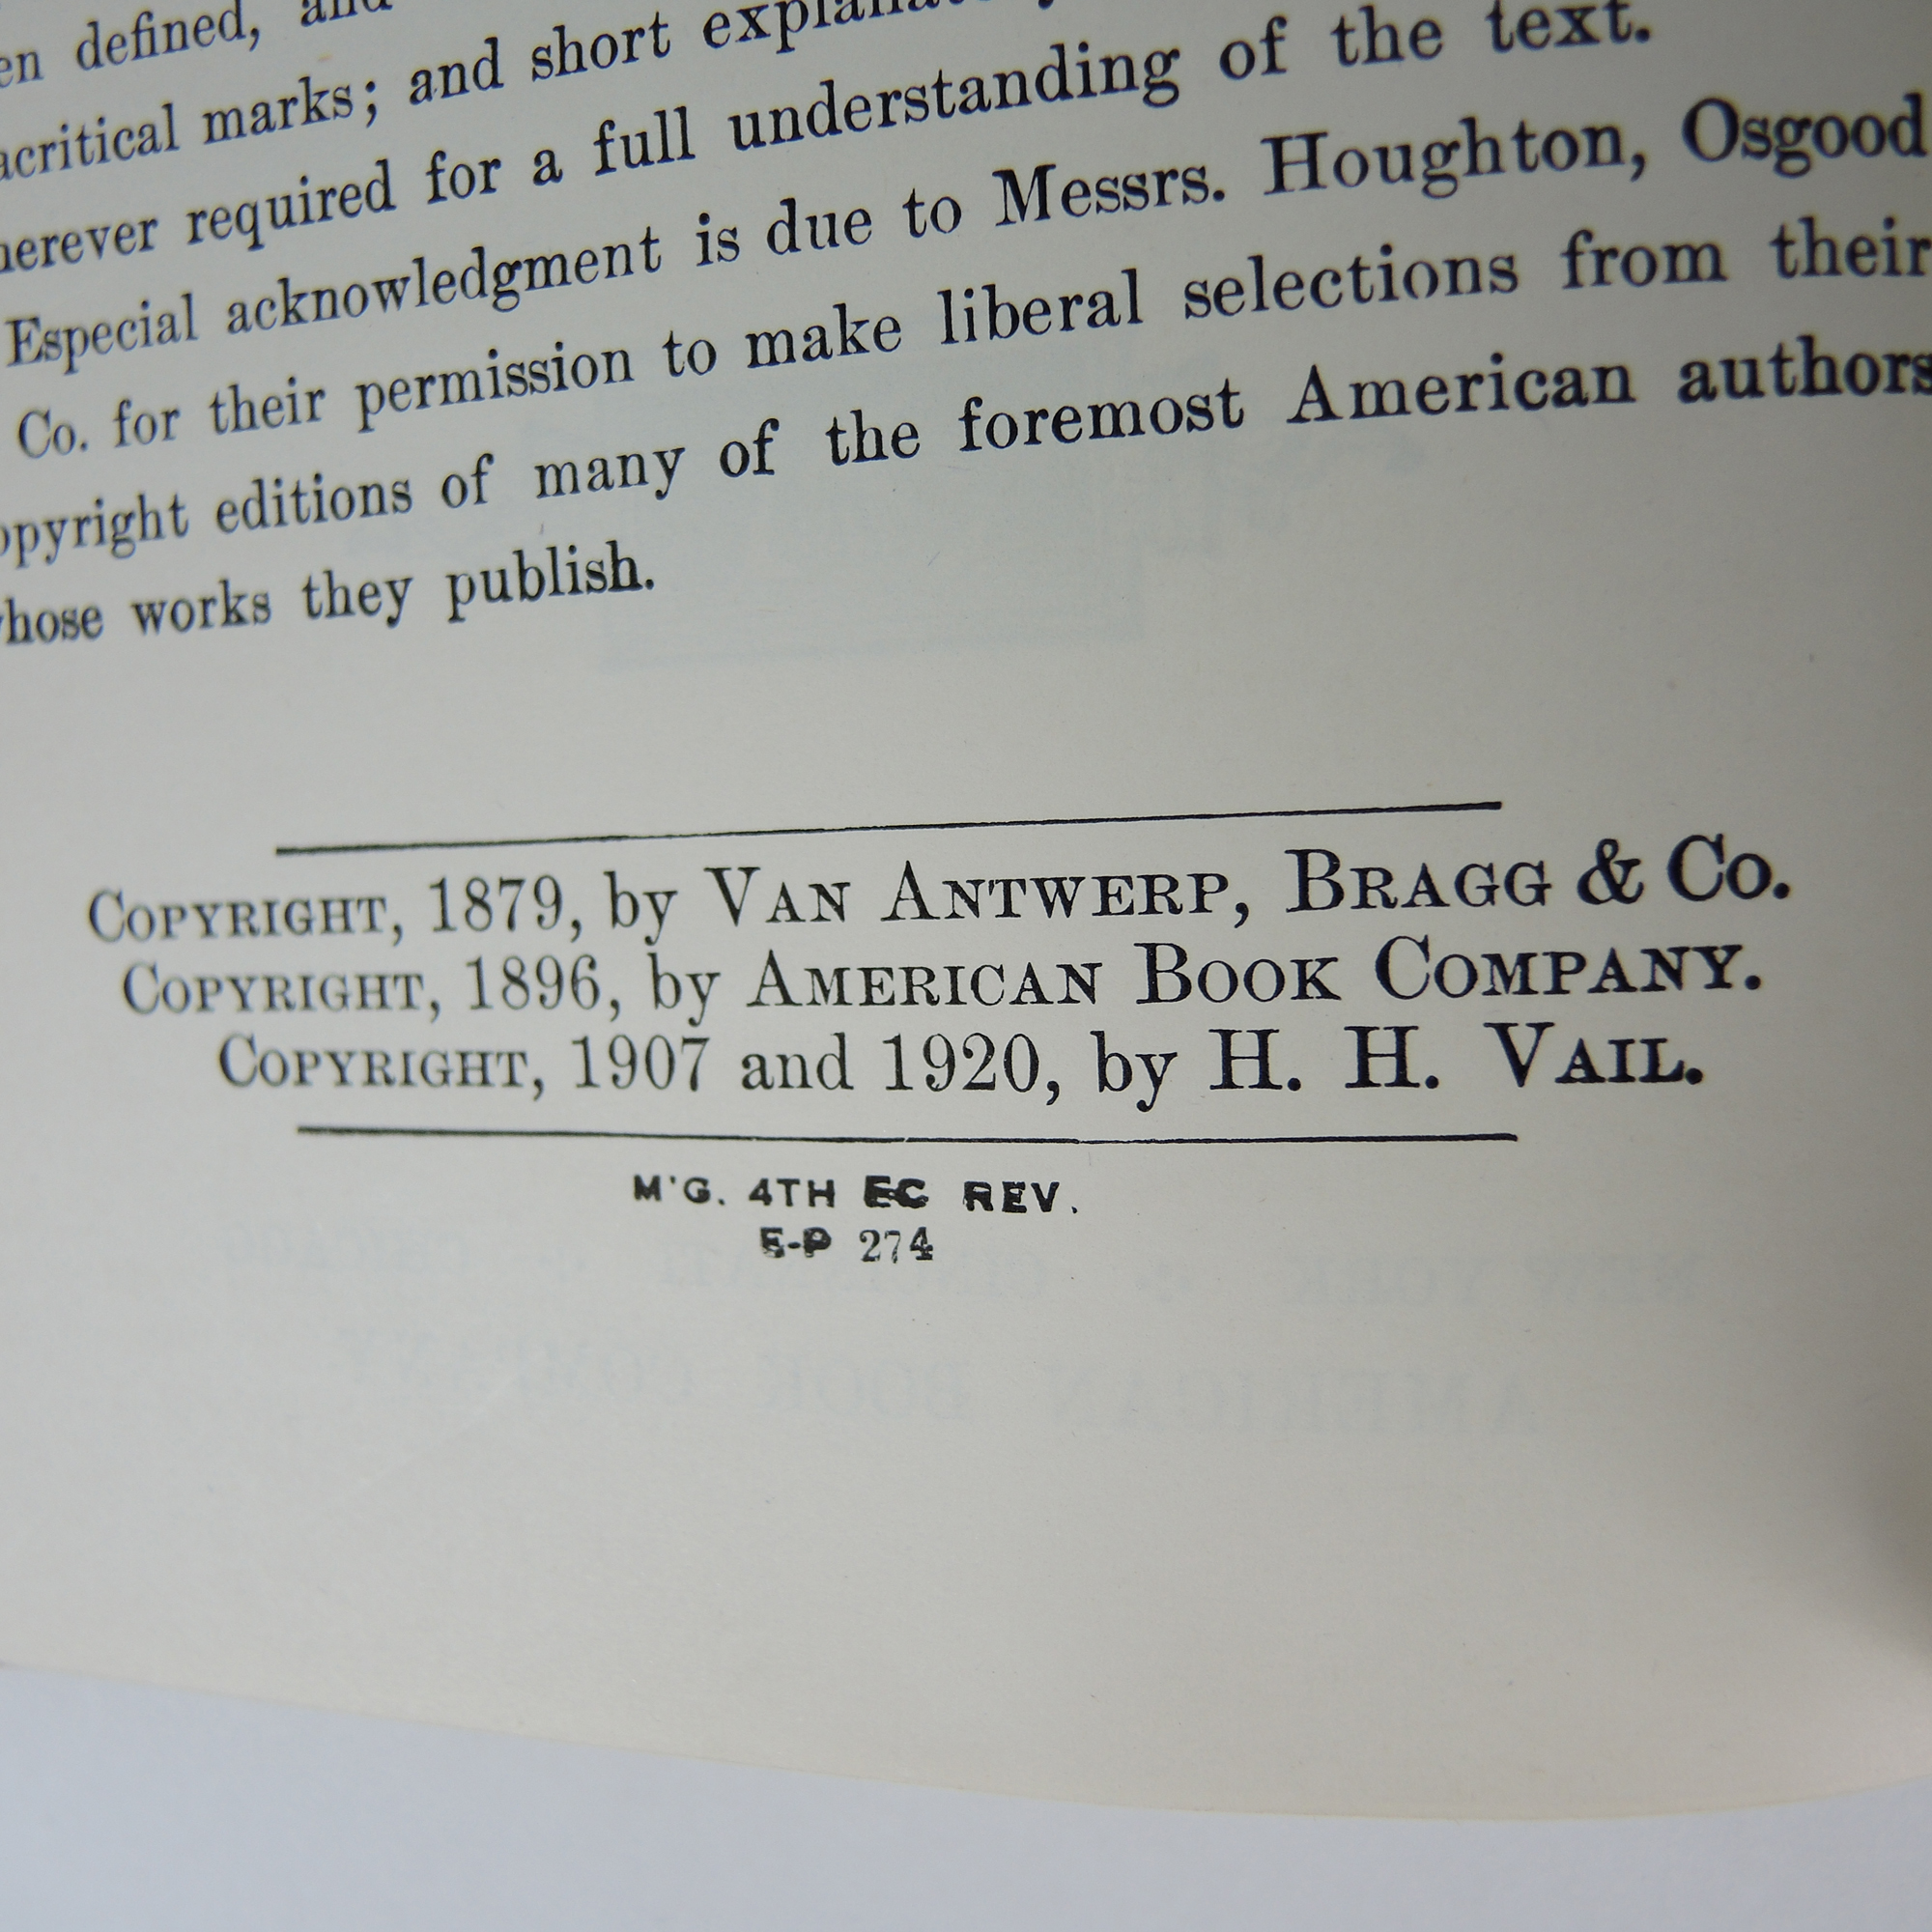 en defined, and
acritical marks; and short
herever required for a full understanding of the text.
Especial acknowledgment is due to Messrs. Houghton, Osgood
Co. for their permission to make liberal selections from their
opyright editions of many of the foremost American authors
whose works they publish.
COPYRIGHT, 1879, by VAN ANTWERP, BRAGG & CO.
COPYRIGHT, 1896, by AMERICAN BOOK COMPANY.
COPYRIGHT, 1907 and 1920, by H. H. VAIL.
M'G. 4TH EC REV.
E-P 274